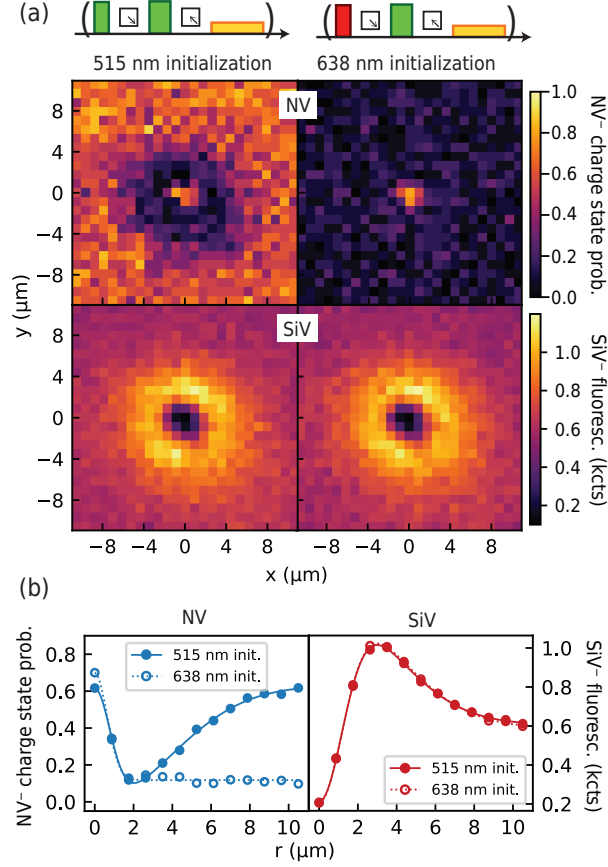 (a)
515 nm initialization 638 nm initialization
NV
8
4
0
−4
−8
y (μm)
1.0
0.8
0.6
0.4
0.2
0.0
NV⁻ charge state prob.
SiV
8
4
0
−4
−8
1.0
0.8
0.6
0.4
0.2
SiV⁻ fluoresc. (kcts)
−8 −4 0 4 8 −8 −4 0 4 8
x (μm)
(b)
NV SiV
NV⁻ charge state prob.
0.8
0.6
0.4
0.2
0.0
515 nm init.
638 nm init.
515 nm init.
638 nm init.
1.0
0.8
0.6
0.4
0.2
SiV⁻ fluoresc. (kcts)
0 2 4 6 8 10 0 2 4 6 8 10
r (μm)